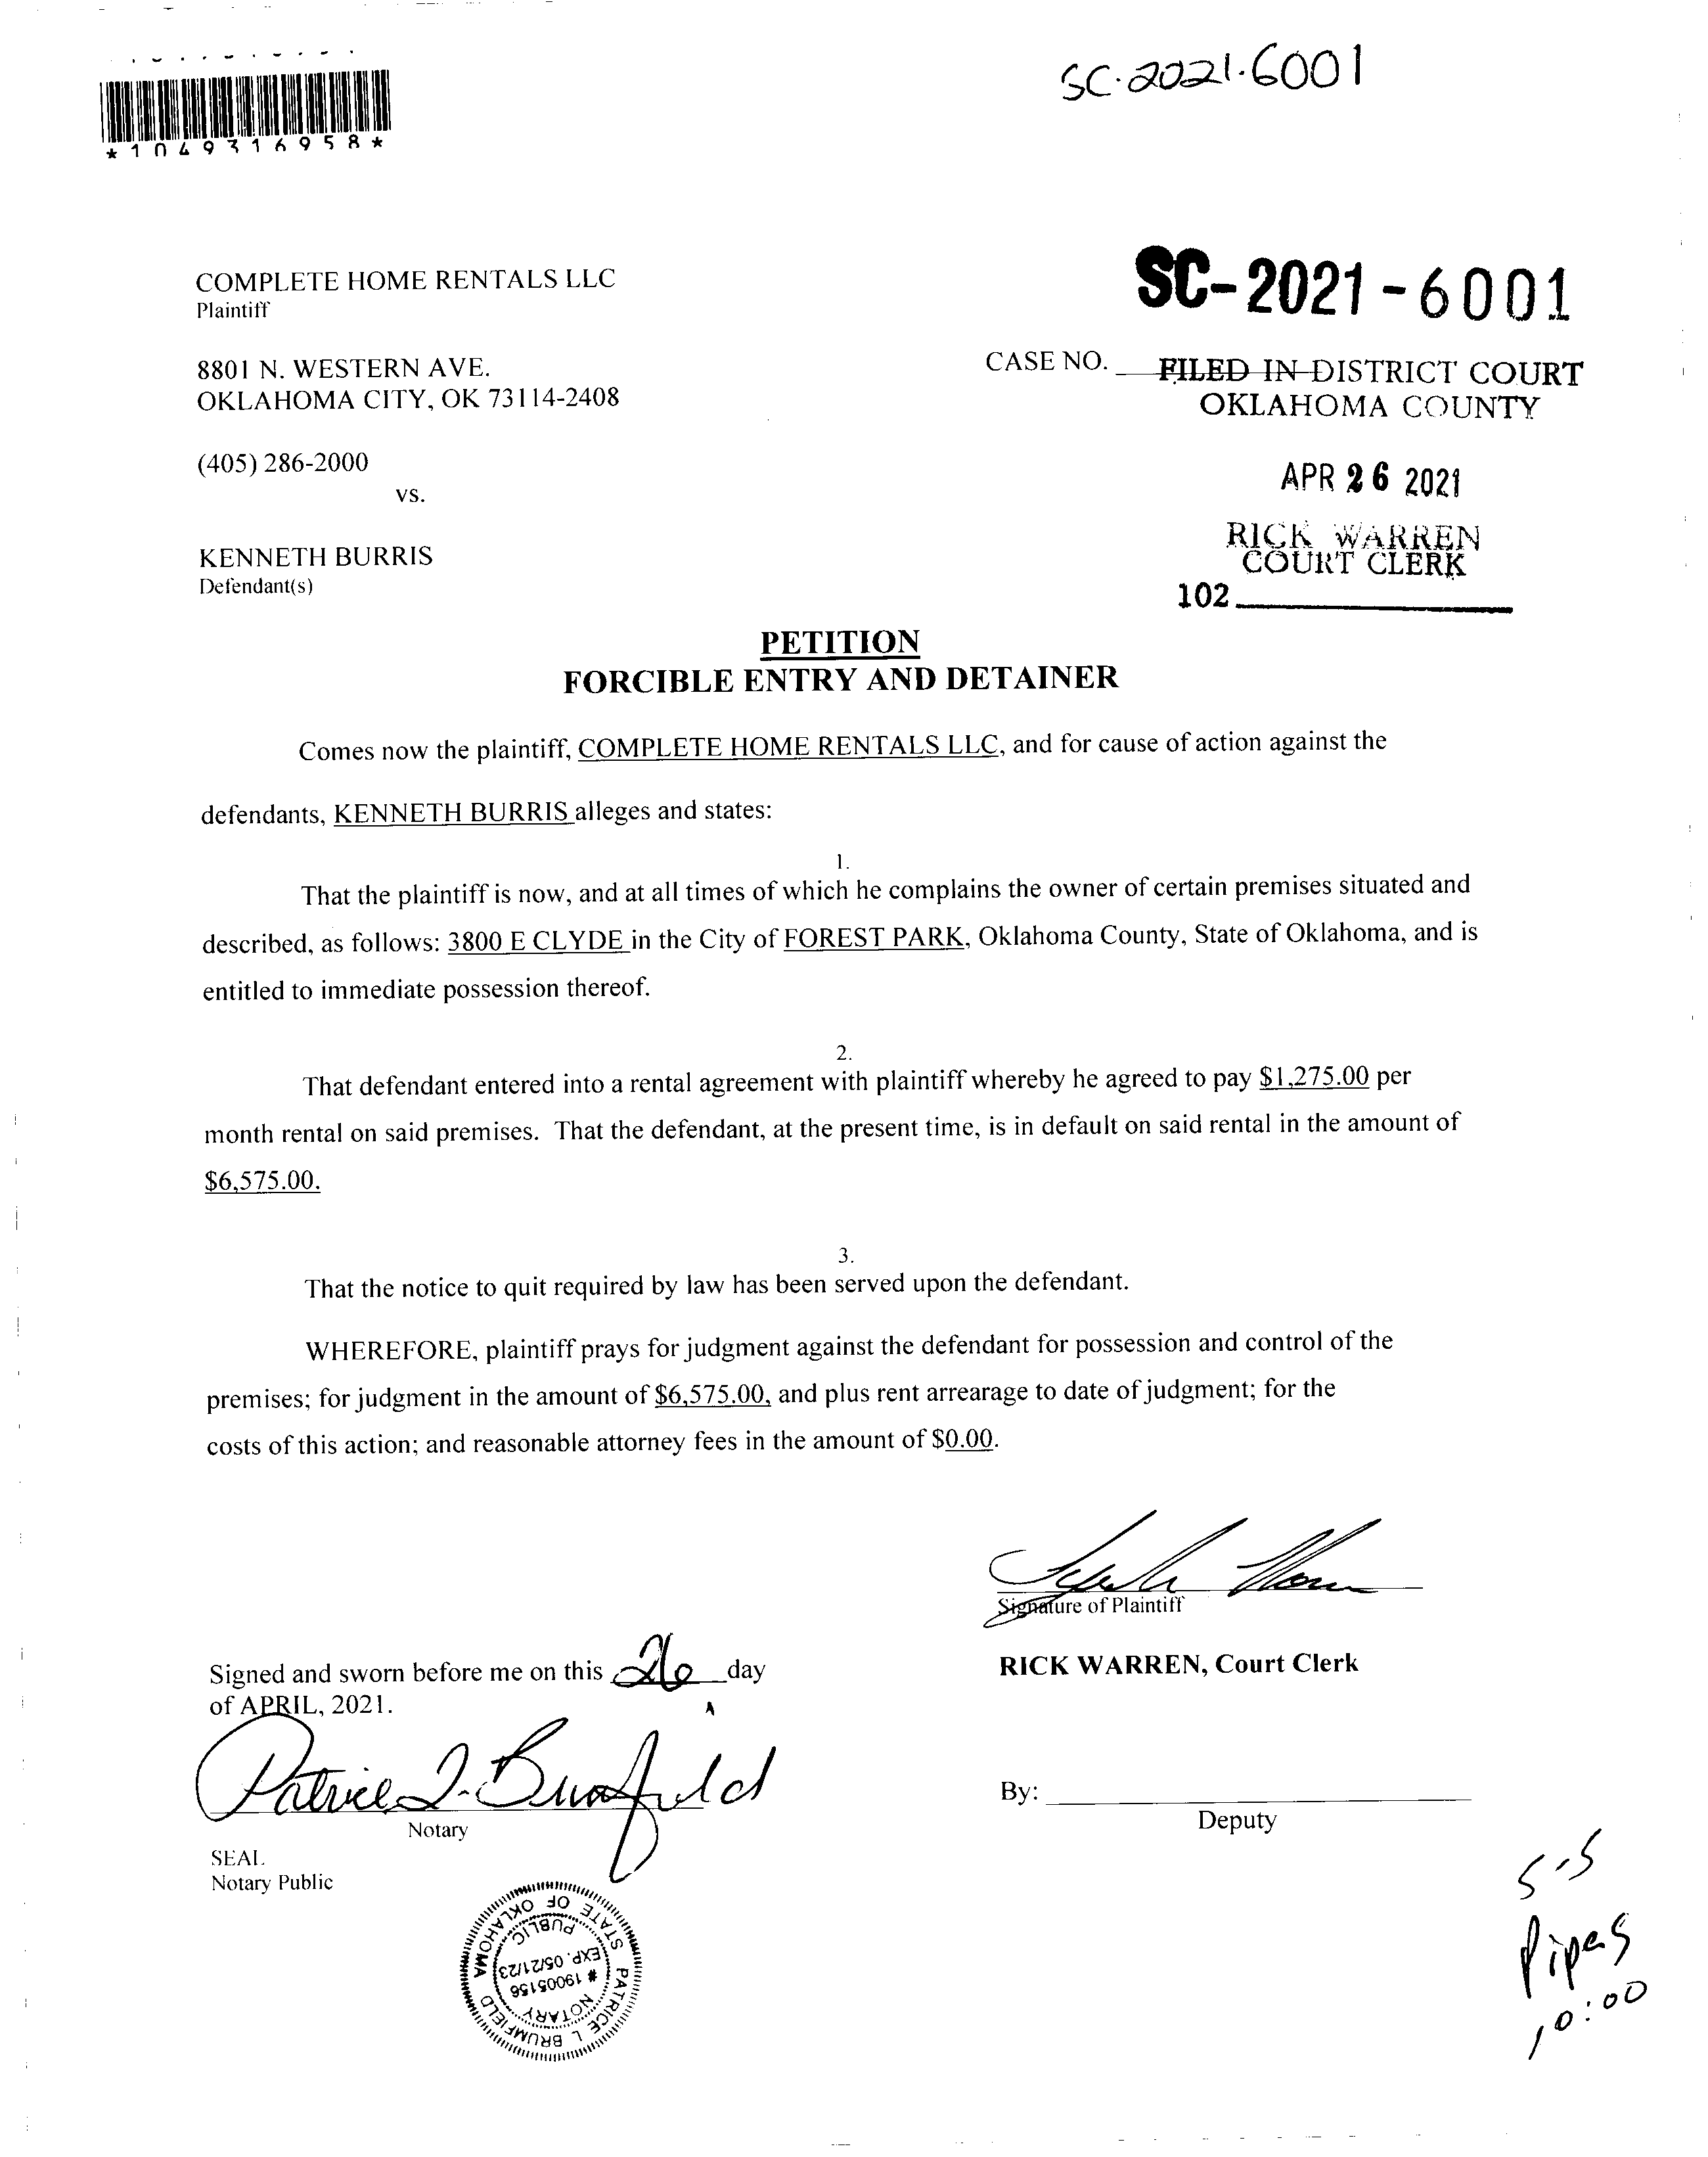 SC-2021-6001
*1049316958*
SC-2021-6001
COMPLETE HOME RENTALS LLC
Plaintiff
8801 N. WESTERN AVE.
OKLAHOMA CITY, OK 73114-2408
CASE NO.
FILED IN DISTRICT COURT
OKLAHOMA COUNTY
(405) 286-2000
vs.
APR 26 2021
RICK WARREN
COURT CLERK
102
KENNETH BURRIS
Defendant(s)
PETITION
FORCIBLE ENTRY AND DETAINER
Comes now the plaintiff, COMPLETE HOME RENTALS LLC, and for cause of action against the
defendants, KENNETH BURRIS alleges and states:
1.
That the plaintiff is now, and at all times of which he complains the owner of certain premises situated and
described, as follows: 3800 E CLYDE in the City of FOREST PARK, Oklahoma County, State of Oklahoma, and is
entitled to immediate possession thereof.
2.
That defendant entered into a rental agreement with plaintiff whereby he agreed to pay $1,275.00 per
month rental on said premises. That the defendant, at the present time, is in default on said rental in the amount of
$6,575.00.
3.
That the notice to quit required by law has been served upon the defendant.
WHEREFORE, plaintiff prays for judgment against the defendant for possession and control of the
premises; for judgment in the amount of $6,575.00, and plus rent arrearage to date of judgment; for the
costs of this action; and reasonable attorney fees in the amount of $0.00.
Signature of Plaintiff
Signed and sworn before me on this 26 day
of APRIL, 2021.
RICK WARREN, Court Clerk
Patrice L. Brumfield
Notary
By:
Deputy
SEAL
Notary Public
PATRICE L BRUMFIELD
STATE OF OKLAHOMA
NOTARY
# 19005156
EXP. 05/21/23
PUBLIC
5-5
Pipes
10:00